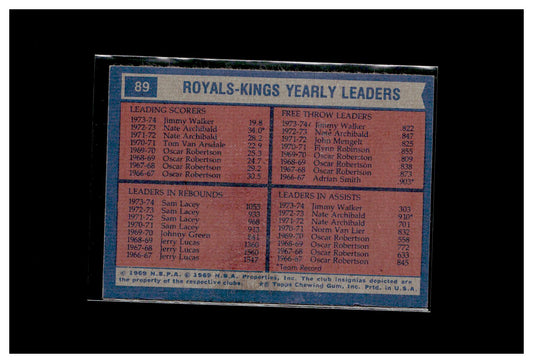 89
ROYALS-KINGS YEARLY LEADERS
LEADING SCORERS
1973-74 Jimmy Walker 19.8
1972-73 Nate Archibald 34.0*
1971-72 Nate Archibald 28.2
1970-71 Tom Van Arsdale 22.9
1969-70 Oscar Robertson 25.3
1968-69 Oscar Robertson 24.7
1967-68 Oscar Robertson 29.2
1966-67 Oscar Robertson 30.5
FREE THROW LEADERS
1973-74 Jimmy Walker 822
1972-73 Nate Archibald 847
1971-72 John Mengelt 825
1970-71 Flynn Robinson 855
1969-70 Oscar Robertson 809
1968-69 Oscar Robertson 838
1967-68 Oscar Robertson 873
1966-67 Adrian Smith 903*
LEADERS IN REBOUNDS
1973-74 Sam Lacey 1055
1972-73 Sam Lacey 933
1971-72 Sam Lacey 968
1970-71 Sam Lacey 913
1969-70 Johnny Green
1968-69 Jerry Lucas 1360
1967-68 Jerry Lucas 1560
1966-67 Jerry Lucas 1547
LEADERS IN ASSISTS
1973-74 Jimmy Walker 303
1972-73 Nate Archibald 910*
1971-72 Nate Archibald 701
1970-71 Norm Van Lier 832
1969-70 Oscar Robertson 558
1968-69 Oscar Robertson 772
1967-68 Oscar Robertson 633
1966-67 Oscar Robertson 845
*Team Record
© 1969 N.B.P.A. © 1969 N.B.A. Properties, Inc. The club insignias depicted are
the property of the respective clubs. Topps Chewing Gum, Inc. Prtd. in U.S.A.